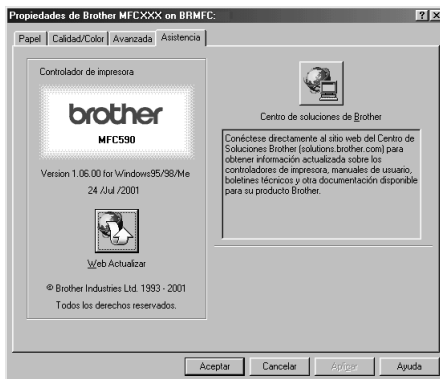 Propiedades de Brother MFCXXX on BRMFC:
Papel
Calidad/Color
Avanzada
Asistencia
Controlador de impresora
brother
MFC590
Version 1.06.00 for Windows95/98/Me
24 /Jul /2001
Web Actualizar
© Brother Industries Ltd. 1993 - 2001
Todos los derechos reservados.
Centro de soluciones de Brother
Conéctese directamente al sitio web del Centro de
Soluciones Brother (solutions.brother.com) para
obtener información actualizada sobre los
controladores de impresora, manuales de usuario,
boletines técnicos y otra documentación disponible
para su producto Brother.
Aceptar
Cancelar
Aplicar
Ayuda